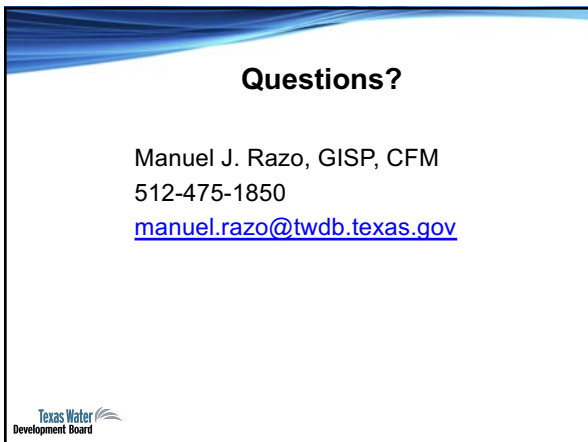 Questions?
Manuel J. Razo, GISP, CFM
512-475-1850
manuel.razo@twdb.texas.gov
Texas Water
Development Board